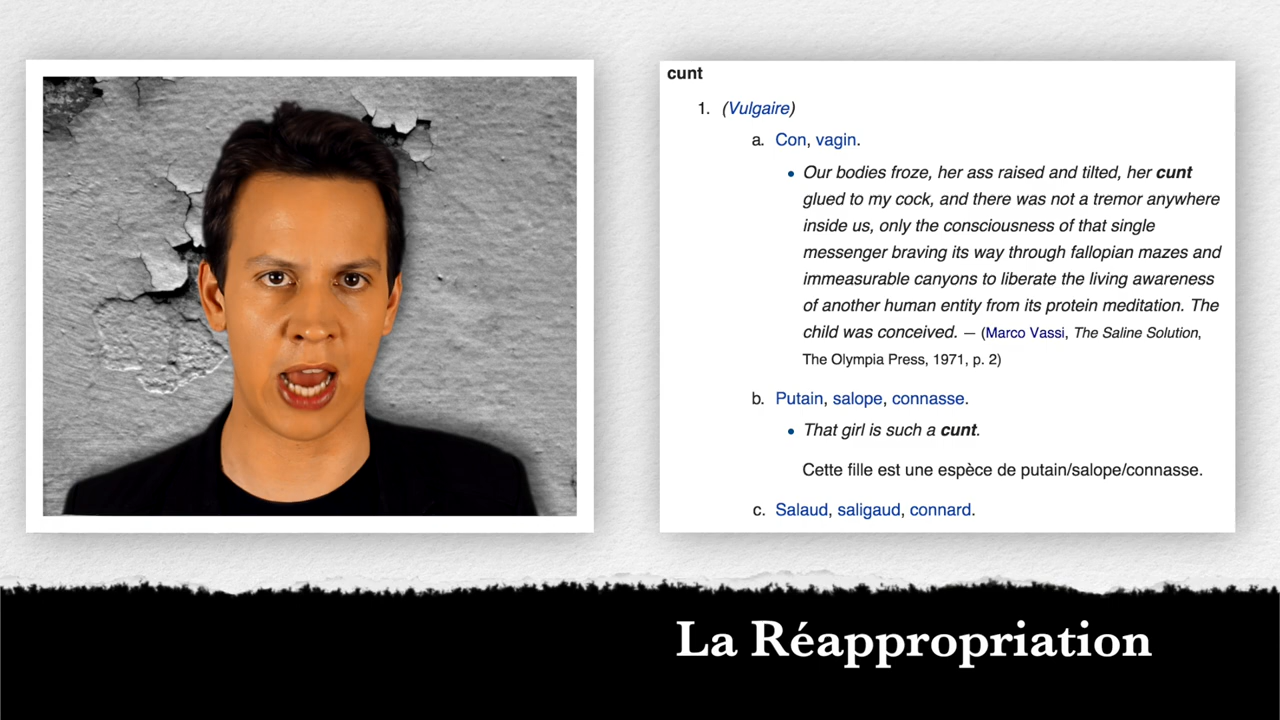 cunt
1. (Vulgaire)
a. Con, vagin.
• Our bodies froze, her ass raised and tilted, her cunt
glued to my cock, and there was not a tremor anywhere
inside us, only the consciousness of that single
messenger braving its way through fallopian mazes and
immeasurable canyons to liberate the living awareness
of another human entity from its protein meditation. The
child was conceived. — (Marco Vassi, The Saline Solution,
The Olympia Press, 1971, p. 2)
b. Putain, salope, connasse.
• That girl is such a cunt.
Cette fille est une espèce de putain/salope/connasse.
c. Salaud, saligaud, connard.
La Réappropriation